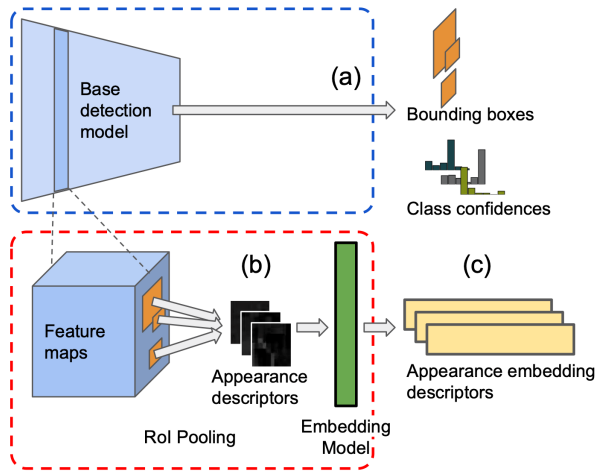 (a)
Base
detection
model
Bounding boxes
Class confidences
(b)
(c)
Feature
maps
Appearance
descriptors
Appearance embedding
descriptors
RoI Pooling
Embedding
Model